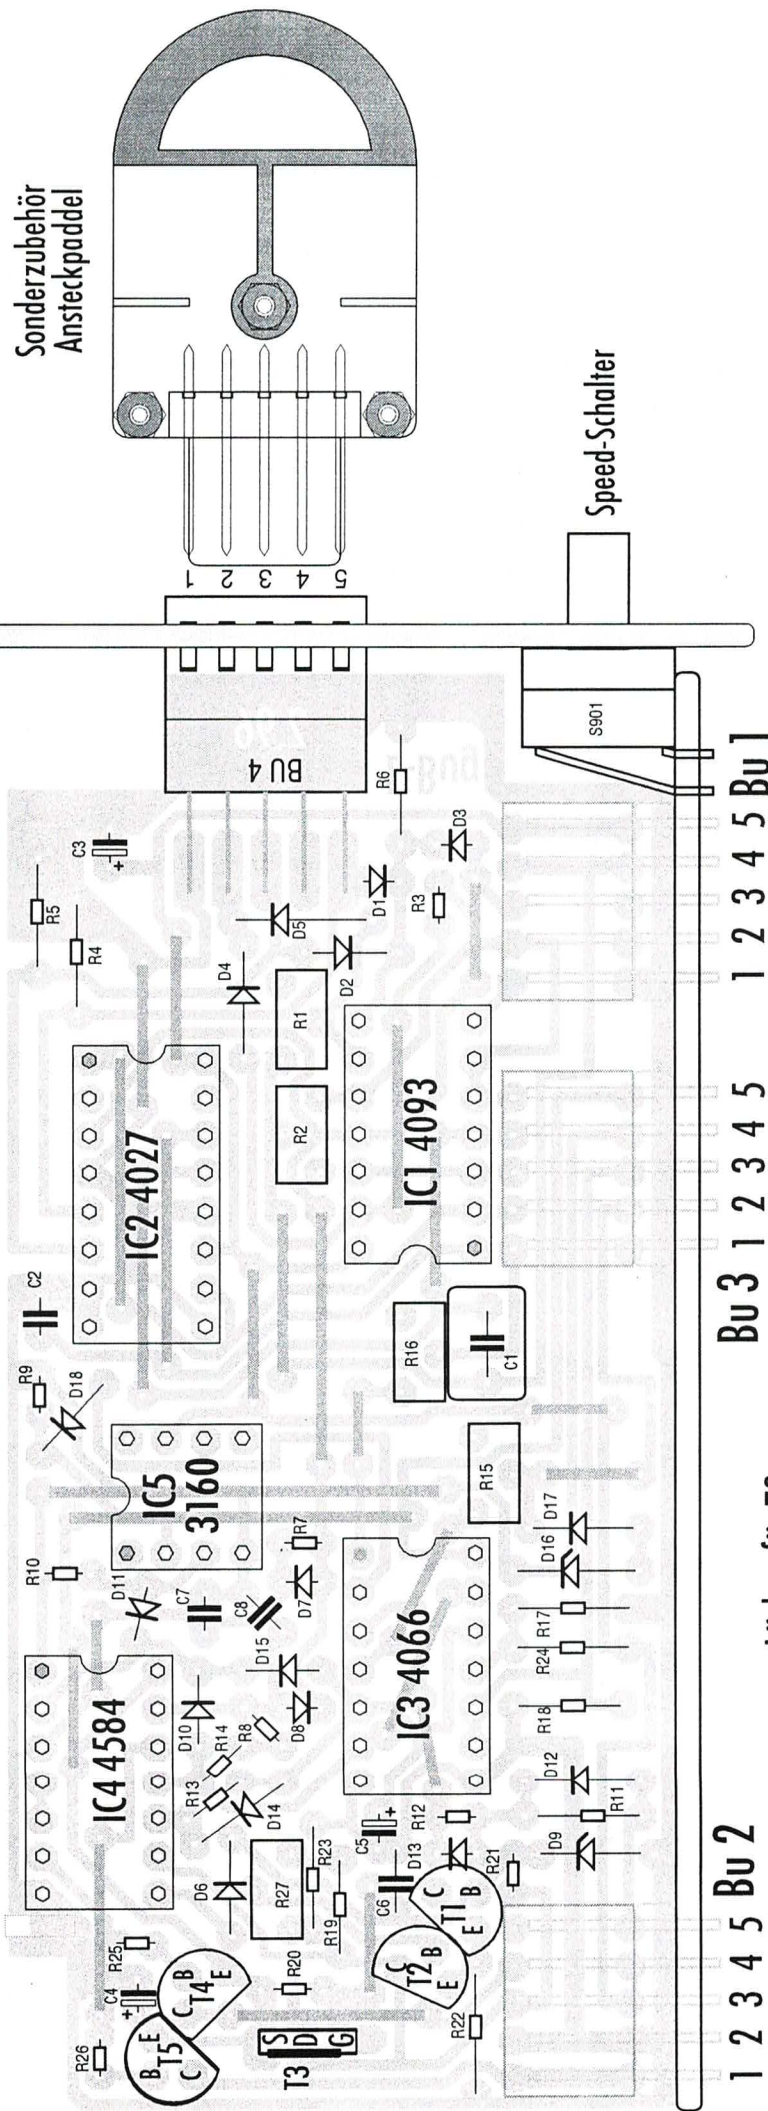 Sonderzubehör
Ansteckpaddel
1
2
3
4
5
BU 4
Speed-Schalter
S901
R6
C3
+
R5
R4
D3
D1
R3
D5
D2
D4
R1
R2
IC2 4027
IC1 4093
C2
R9
D18
R16
C1
IC5
3160
R15
R10
D11
C7
C8
R7
D7
D17
D16
R17
R24
R18
IC4 4584
D15
D10
R14
R8
D8
R13
D14
IC3 4066
D12
R11
D9
C5
+
R12
D6
R27
R23
R19
D13
C6
R21
C
B
E
T1
C
B
E
T2
R25
C4
+
C
B
E
T4
R20
B
E
C
T5
R26
S
D
G
T3
R22
Bu 1
1 2 3 4 5
Bu 3
1 2 3 4 5
Bu 2
1 2 3 4 5